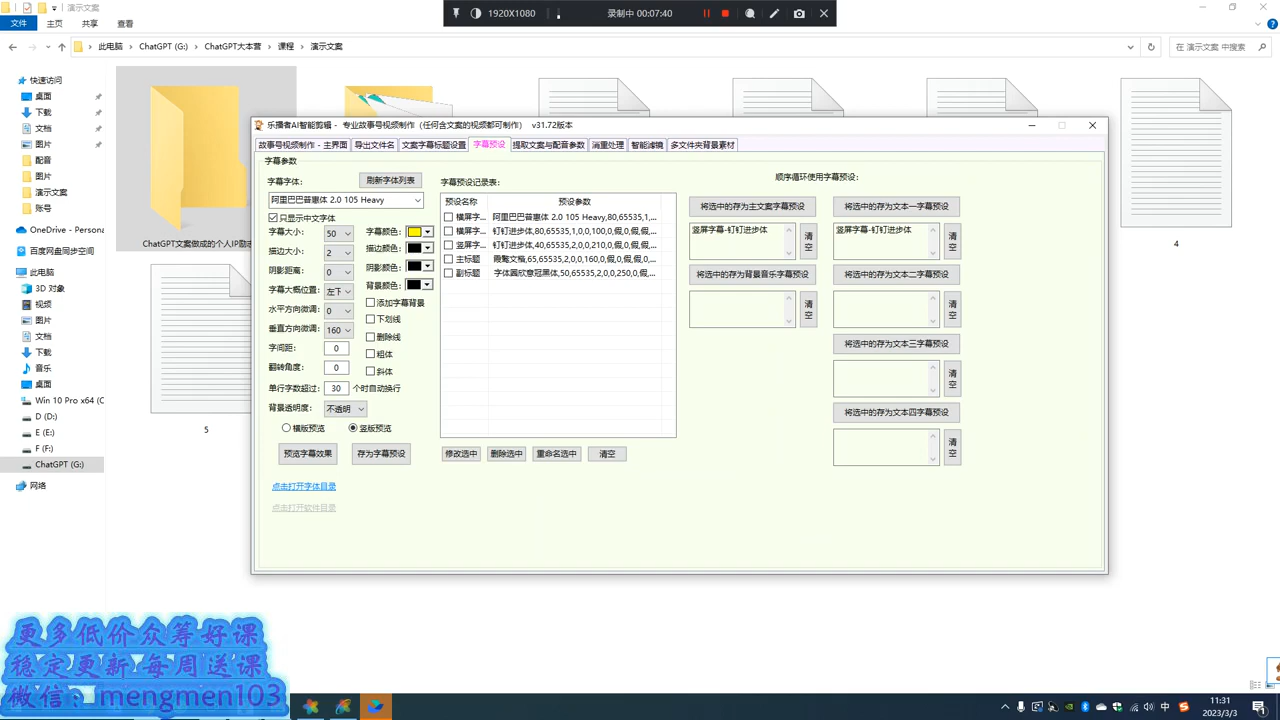 演示文案
1920X1080
录制中 00:07:40
文件
主页
共享
查看
此电脑 › ChatGPT (G:) › ChatGPT大本营 › 课程 › 演示文案
在 演示文案 中搜索
快速访问
桌面
下载
文档
图片
配音
图片
演示文案
账号
OneDrive - Persona
百度网盘同步空间
此电脑
3D 对象
视频
图片
文档
下载
音乐
桌面
Win 10 Pro x64 (C
D (D:)
E (E:)
F (F:)
ChatGPT (G:)
网络
ChatGPT文案做成的个人IP励志
4
5
乐播者AI智能剪辑 - 专业故事号视频制作（任何含文案的视频都可制作） v31.72版本
故事号视频制作 - 主界面
导出文件名
文案字幕标题设置
字幕预设
提取文案与配音参数
消重处理
智能滤镜
多文件夹背景素材
字幕参数
字幕字体:
刷新字体列表
阿里巴巴普惠体 2.0 105 Heavy
只显示中文字体
字幕大小: 50
字幕颜色:
描边大小: 2
描边颜色:
阴影距离: 0
阴影颜色:
字幕大概位置: 左下
背景颜色:
水平方向微调: 0
添加字幕背景
垂直方向微调: 160
下划线
删除线
字间距: 0
粗体
翻转角度: 0
斜体
单行字数超过: 30 个时自动换行
背景透明度: 不透明
横版预览
竖版预览
预览字幕效果
存为字幕预设
点击打开字体目录
点击打开软件目录
字幕预设记录表:
预设名称 预设参数
横屏字... 阿里巴巴普惠体 2.0 105 Heavy,80,65535,1,...
横屏字... 钉钉进步体,80,65535,1,0,0,100,0,假,假,假,...
竖屏字... 钉钉进步体,40,65535,2,0,0,210,0,假,假,假,...
主标题 霞鹜文楷,65,65535,2,0,0,160,0,假,假,假,0,...
副标题 字体圆欣意冠黑体,50,65535,2,0,0,250,0,假,...
修改选中
删除选中
重命名选中
清空
顺序循环使用字幕预设:
将选中的存为主文案字幕预设
竖屏字幕-钉钉进步体
清空
将选中的存为背景音乐字幕预设
清空
将选中的存为文本一字幕预设
竖屏字幕-钉钉进步体
清空
将选中的存为文本二字幕预设
清空
将选中的存为文本三字幕预设
清空
将选中的存为文本四字幕预设
清空
更多低价众筹好课
稳定更新 每周送课
微信：mengmen103
中
11:31
2023/3/3